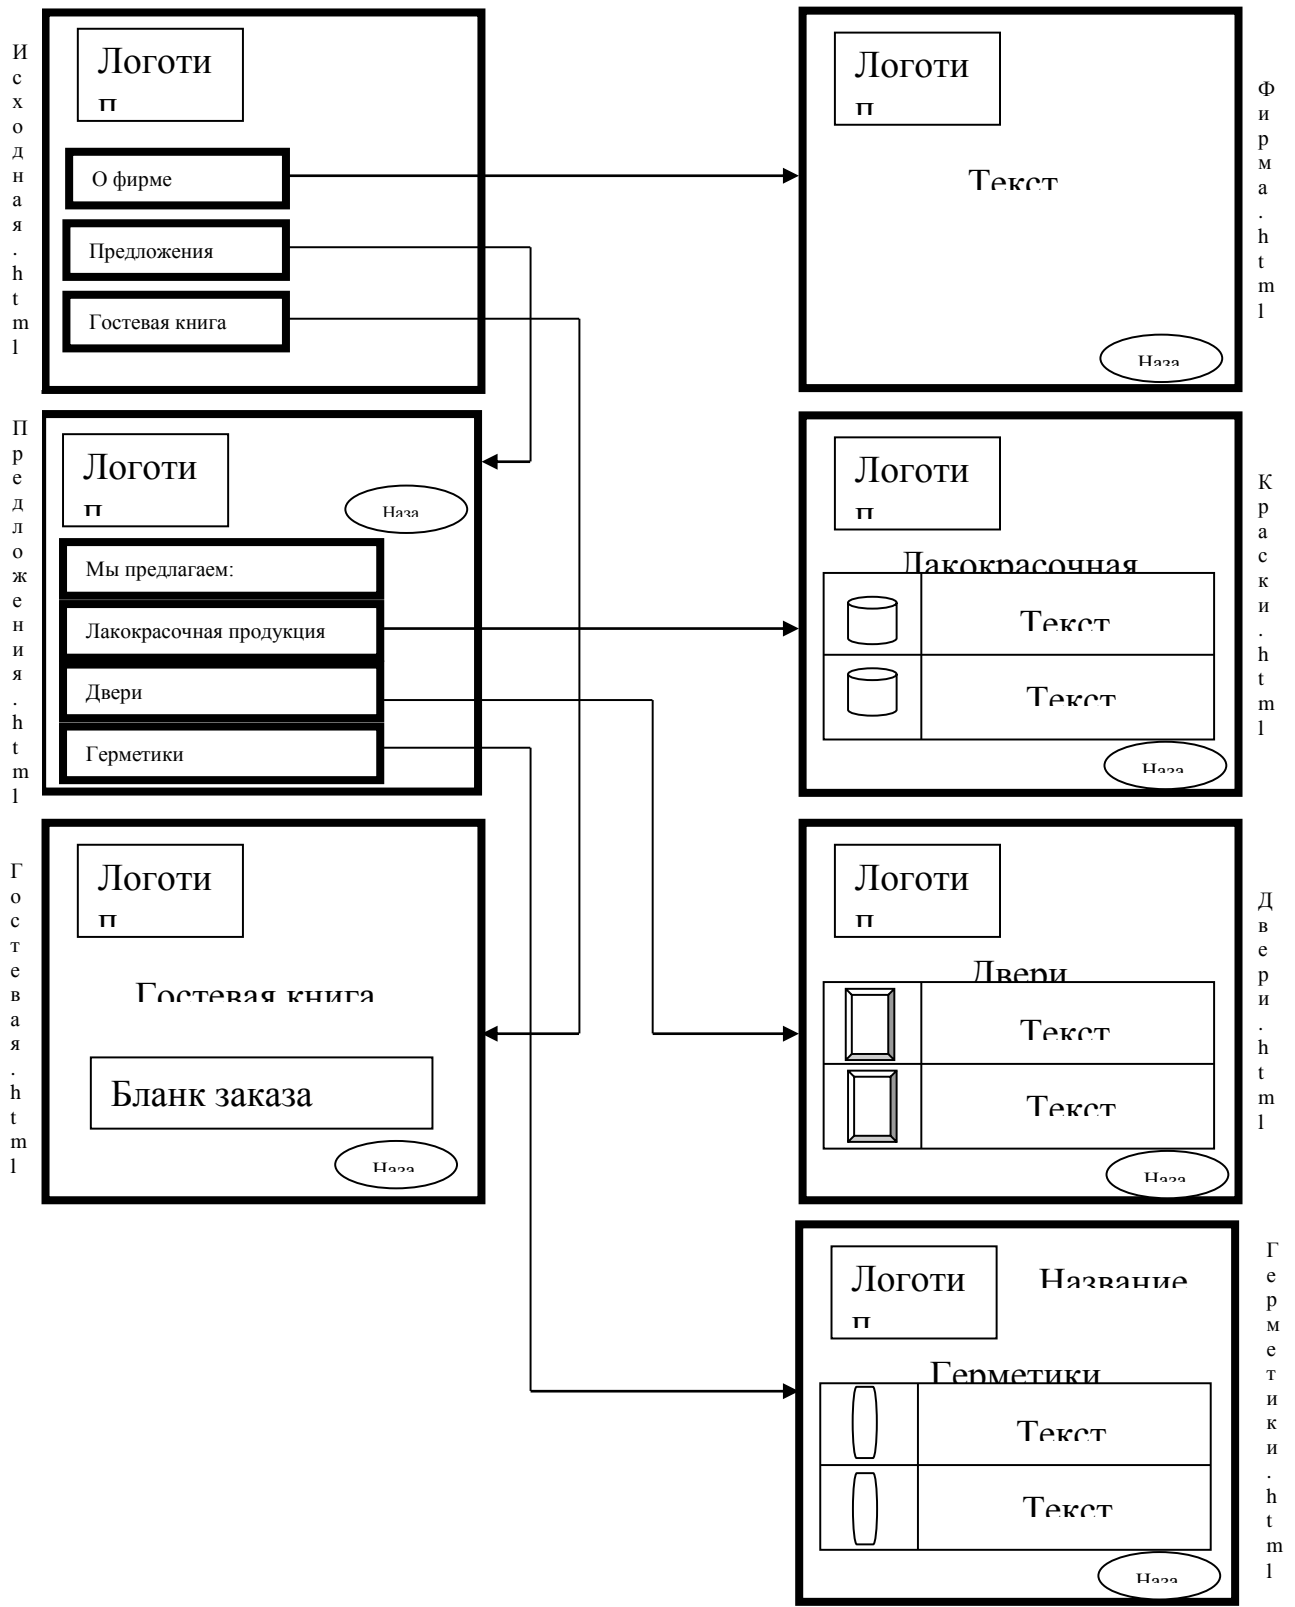 Исходная.html
Логоти
п
О фирме
Предложения
Гостевая книга
Фирма.html
Логоти
п
Текст
Наза
Предложения.html
Логоти
п
Наза
Мы предлагаем:
Лакокрасочная продукция
Двери
Герметики
Краски.html
Логоти
п
Лакокрасочная
Текст
Текст
Наза
Гостевая.html
Логоти
п
Гостевая книга
Бланк заказа
Наза
Двери.html
Логоти
п
Двери
Текст
Текст
Наза
Герметики.html
Логоти
п
Название
Герметики
Текст
Текст
Наза